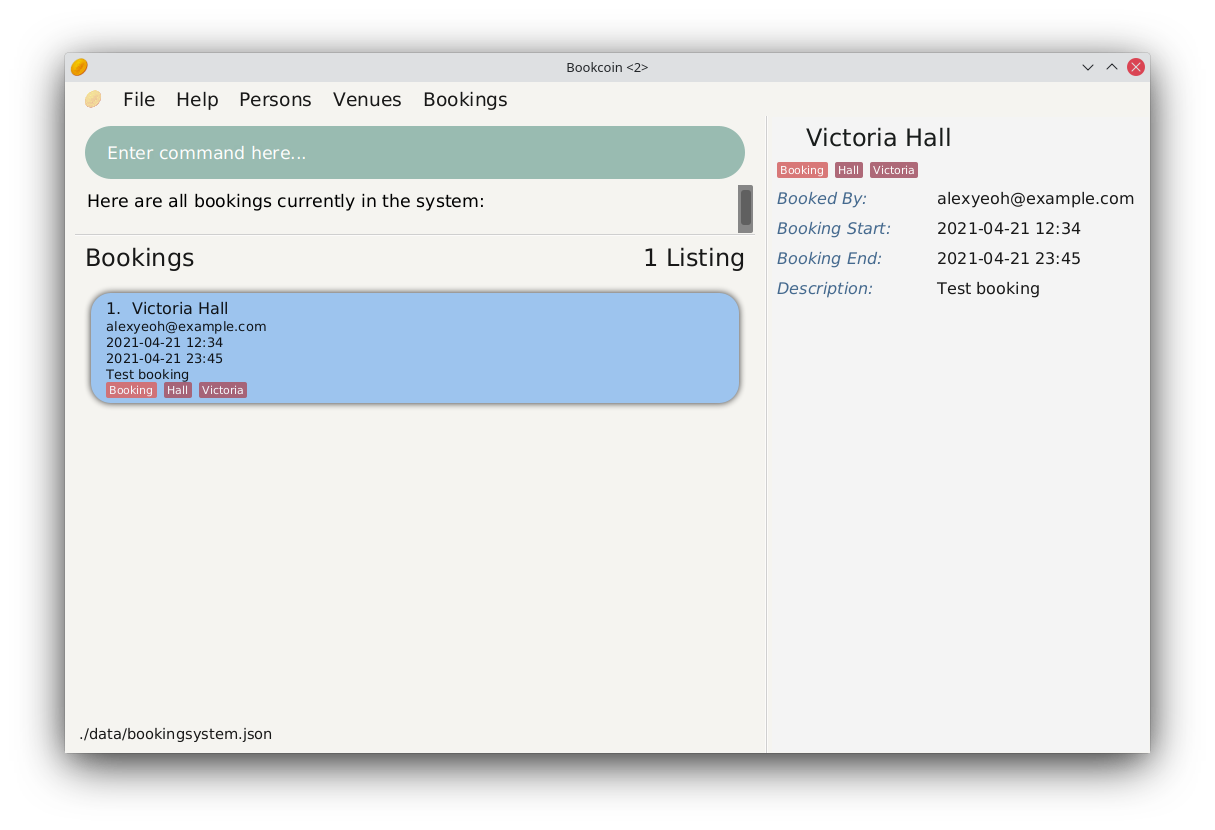 Bookcoin <2>
File Help Persons Venues Bookings
Enter command here...
Here are all bookings currently in the system:
Bookings 1 Listing
1. Victoria Hall
alexyeoh@example.com
2021-04-21 12:34
2021-04-21 23:45
Test booking
Booking Hall Victoria
./data/bookingsystem.json
Victoria Hall
Booking Hall Victoria
Booked By: alexyeoh@example.com
Booking Start: 2021-04-21 12:34
Booking End: 2021-04-21 23:45
Description: Test booking